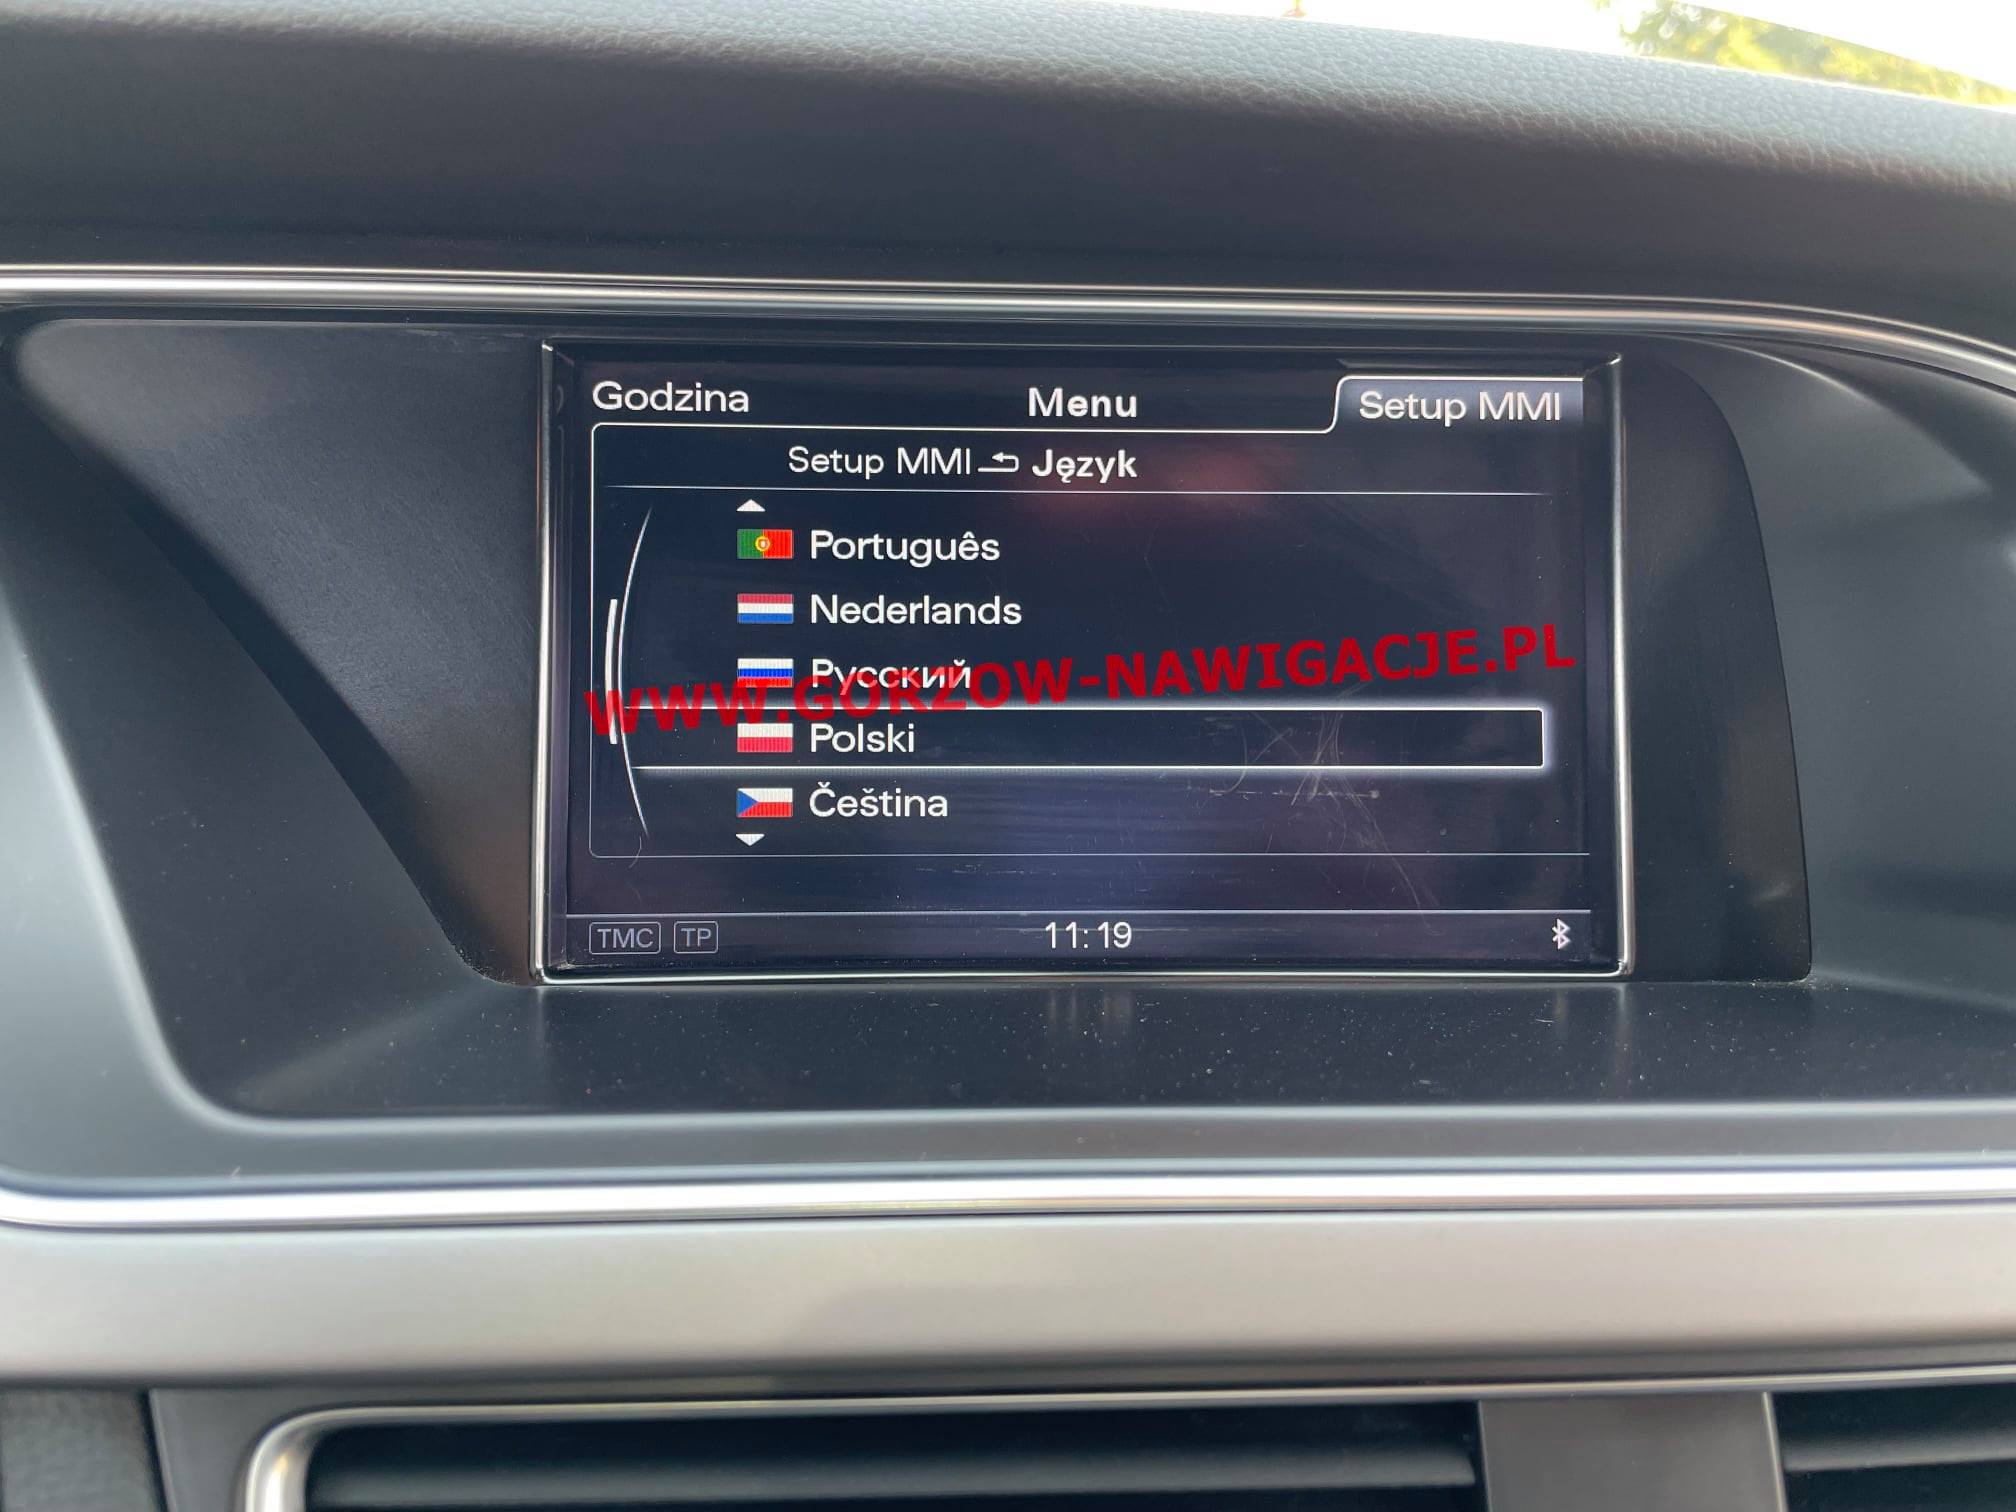 Godzina Menu Setup MMI
Setup MMI Język
Português
Nederlands
Русский
WWW.GORZOW-NAWIGACJE.PL
Polski
Čeština
TMC TP 11:19